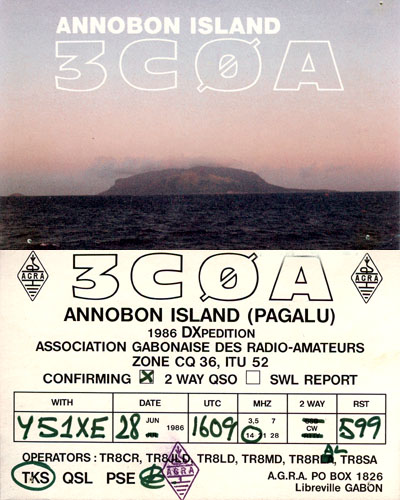 ANNOBON ISLAND
3CØA
3CØA
AGRA
AGRA
ANNOBON ISLAND (PAGALU)
1986 DXPEDITION
ASSOCIATION GABONAISE DES RADIO-AMATEURS
ZONE CQ 36, ITU 52
CONFIRMING ☒ 2 WAY QSO ☐ SWL REPORT
WITH DATE UTC MHZ 2 WAY RST
Y51XE 28 JUN 1986 1609 3,5 7 14 21 28 CW 599
OPERATORS : TR8CR, TR8JLD, TR8LD, TR8MD, TR8SA
TKS QSL PSE
AGRA
A.G.R.A. PO BOX 1826
Libreville GABON